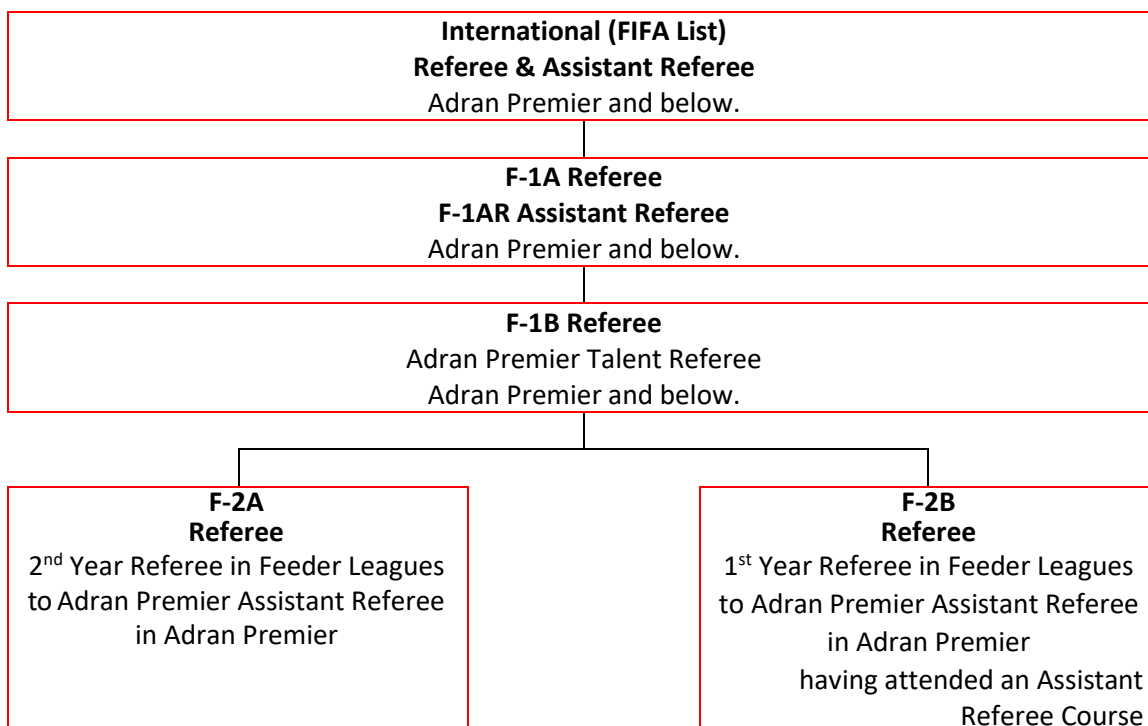 International (FIFA List)
Referee & Assistant Referee
Adran Premier and below.
F-1A Referee
F-1AR Assistant Referee
Adran Premier and below.
F-1B Referee
Adran Premier Talent Referee
Adran Premier and below.
F-2A
Referee
2nd Year Referee in Feeder Leagues
to Adran Premier Assistant Referee
in Adran Premier
F-2B
Referee
1st Year Referee in Feeder Leagues
to Adran Premier Assistant Referee
in Adran Premier
having attended an Assistant
Referee Course